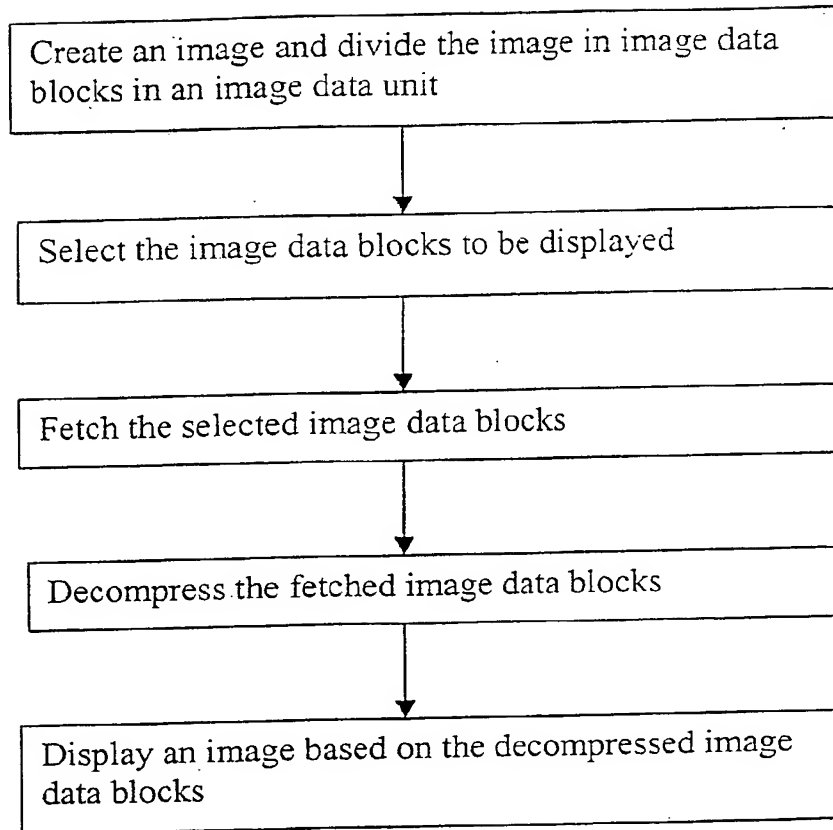 Create an image and divide the image in image data
blocks in an image data unit
Select the image data blocks to be displayed
Fetch the selected image data blocks
Decompress the fetched image data blocks
Display an image based on the decompressed image
data blocks